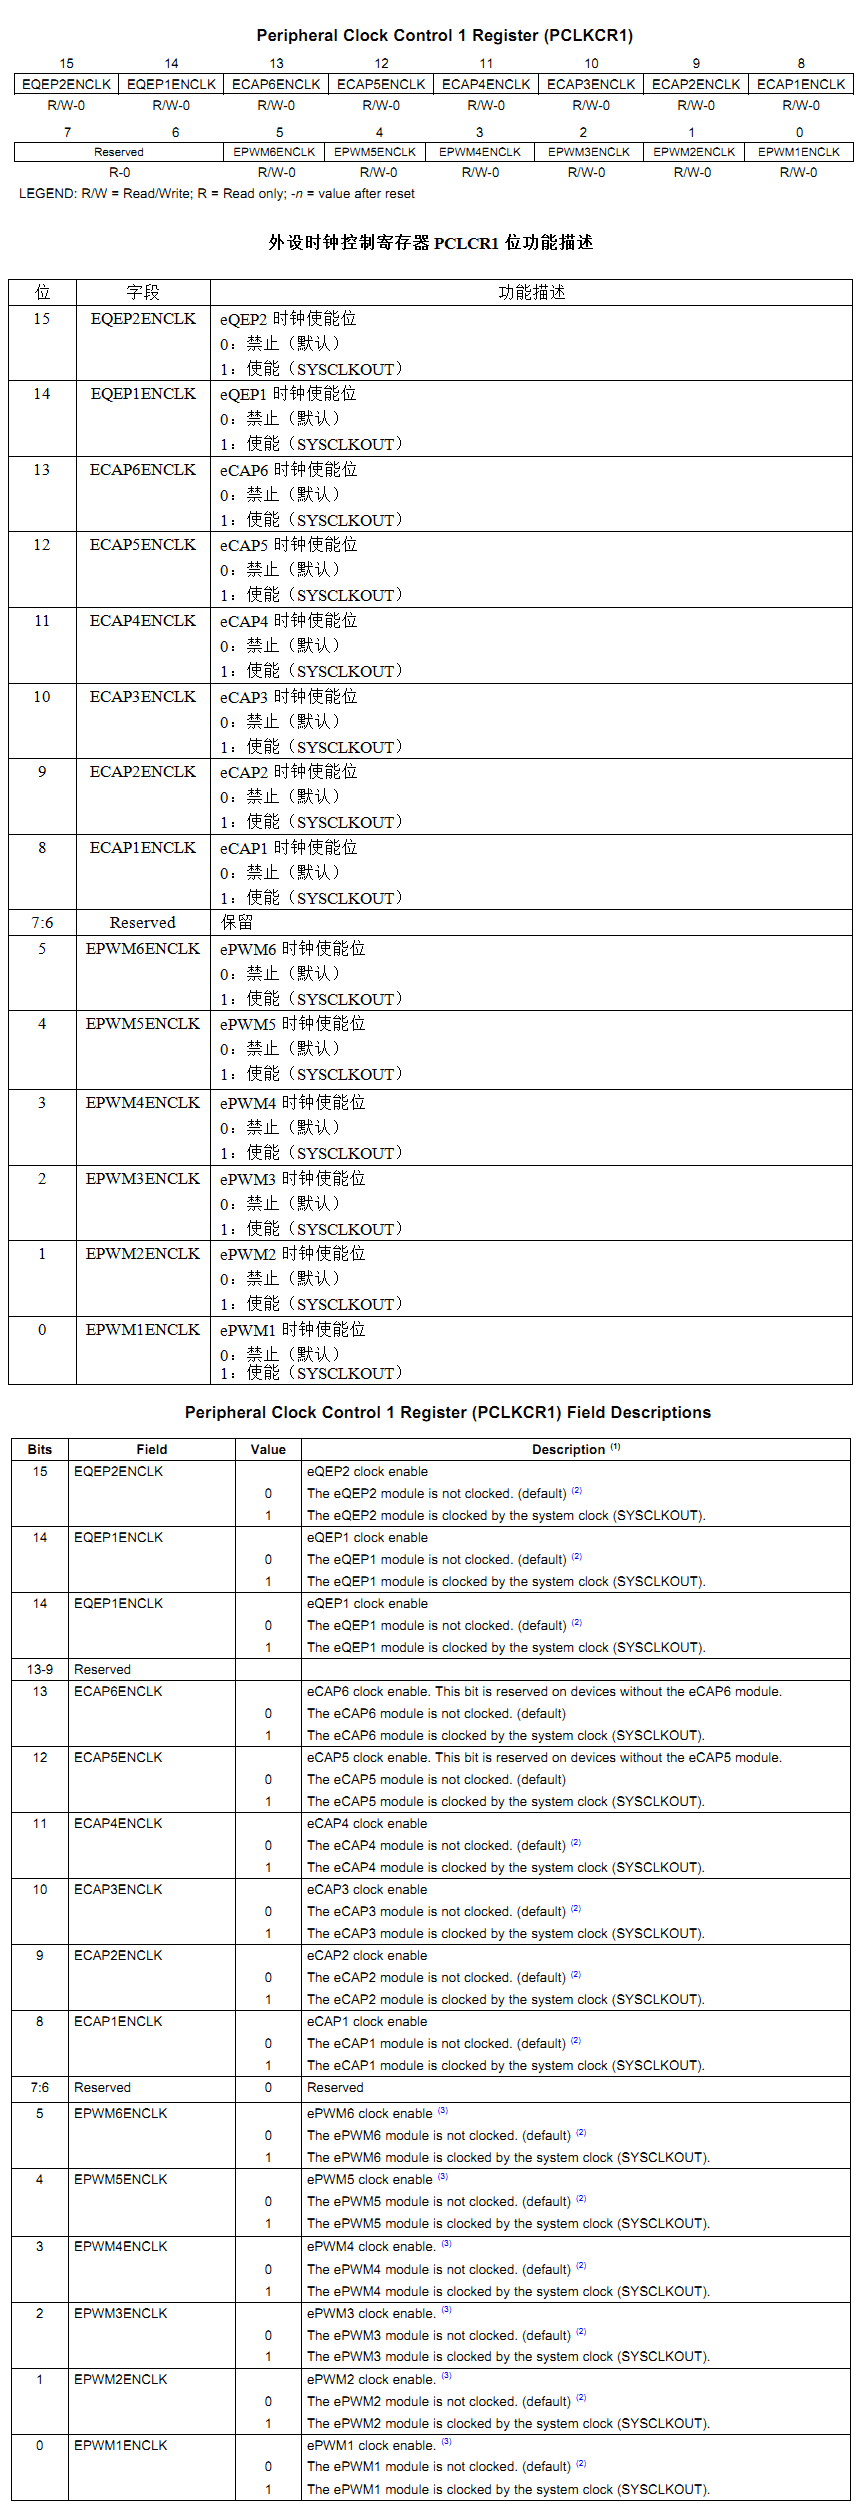 Peripheral Clock Control 1 Register (PCLKCR1)
15 14 13 12 11 10 9 8
EQEP2ENCLK EQEP1ENCLK ECAP6ENCLK ECAP5ENCLK ECAP4ENCLK ECAP3ENCLK ECAP2ENCLK ECAP1ENCLK
R/W-0 R/W-0 R/W-0 R/W-0 R/W-0 R/W-0 R/W-0 R/W-0
7 6 5 4 3 2 1 0
Reserved EPWM6ENCLK EPWM5ENCLK EPWM4ENCLK EPWM3ENCLK EPWM2ENCLK EPWM1ENCLK
R-0 R/W-0 R/W-0 R/W-0 R/W-0 R/W-0 R/W-0
LEGEND: R/W = Read/Write; R = Read only; -n = value after reset
外设时钟控制寄存器 PCLCR1 位功能描述
位 字段 功能描述
15 EQEP2ENCLK eQEP2 时钟使能位
0：禁止（默认）
1：使能（SYSCLKOUT）
14 EQEP1ENCLK eQEP1 时钟使能位
0：禁止（默认）
1：使能（SYSCLKOUT）
13 ECAP6ENCLK eCAP6 时钟使能位
0：禁止（默认）
1：使能（SYSCLKOUT）
12 ECAP5ENCLK eCAP5 时钟使能位
0：禁止（默认）
1：使能（SYSCLKOUT）
11 ECAP4ENCLK eCAP4 时钟使能位
0：禁止（默认）
1：使能（SYSCLKOUT）
10 ECAP3ENCLK eCAP3 时钟使能位
0：禁止（默认）
1：使能（SYSCLKOUT）
9 ECAP2ENCLK eCAP2 时钟使能位
0：禁止（默认）
1：使能（SYSCLKOUT）
8 ECAP1ENCLK eCAP1 时钟使能位
0：禁止（默认）
1：使能（SYSCLKOUT）
7:6 Reserved 保留
5 EPWM6ENCLK ePWM6 时钟使能位
0：禁止（默认）
1：使能（SYSCLKOUT）
4 EPWM5ENCLK ePWM5 时钟使能位
0：禁止（默认）
1：使能（SYSCLKOUT）
3 EPWM4ENCLK ePWM4 时钟使能位
0：禁止（默认）
1：使能（SYSCLKOUT）
2 EPWM3ENCLK ePWM3 时钟使能位
0：禁止（默认）
1：使能（SYSCLKOUT）
1 EPWM2ENCLK ePWM2 时钟使能位
0：禁止（默认）
1：使能（SYSCLKOUT）
0 EPWM1ENCLK ePWM1 时钟使能位
0：禁止（默认）
1：使能（SYSCLKOUT）
Peripheral Clock Control 1 Register (PCLKCR1) Field Descriptions
Bits Field Value Description (1)
15 EQEP2ENCLK eQEP2 clock enable
0 The eQEP2 module is not clocked. (default) (2)
1 The eQEP2 module is clocked by the system clock (SYSCLKOUT).
14 EQEP1ENCLK eQEP1 clock enable
0 The eQEP1 module is not clocked. (default) (2)
1 The eQEP1 module is clocked by the system clock (SYSCLKOUT).
14 EQEP1ENCLK eQEP1 clock enable
0 The eQEP1 module is not clocked. (default) (2)
1 The eQEP1 module is clocked by the system clock (SYSCLKOUT).
13-9 Reserved
13 ECAP6ENCLK eCAP6 clock enable. This bit is reserved on devices without the eCAP6 module.
0 The eCAP6 module is not clocked. (default)
1 The eCAP6 module is clocked by the system clock (SYSCLKOUT).
12 ECAP5ENCLK eCAP5 clock enable. This bit is reserved on devices without the eCAP5 module.
0 The eCAP5 module is not clocked. (default)
1 The eCAP5 module is clocked by the system clock (SYSCLKOUT).
11 ECAP4ENCLK eCAP4 clock enable
0 The eCAP4 module is not clocked. (default) (2)
1 The eCAP4 module is clocked by the system clock (SYSCLKOUT).
10 ECAP3ENCLK eCAP3 clock enable
0 The eCAP3 module is not clocked. (default) (2)
1 The eCAP3 module is clocked by the system clock (SYSCLKOUT).
9 ECAP2ENCLK eCAP2 clock enable
0 The eCAP2 module is not clocked. (default) (2)
1 The eCAP2 module is clocked by the system clock (SYSCLKOUT).
8 ECAP1ENCLK eCAP1 clock enable
0 The eCAP1 module is not clocked. (default) (2)
1 The eCAP1 module is clocked by the system clock (SYSCLKOUT).
7:6 Reserved 0 Reserved
5 EPWM6ENCLK ePWM6 clock enable (3)
0 The ePWM6 module is not clocked. (default) (2)
1 The ePWM6 module is clocked by the system clock (SYSCLKOUT).
4 EPWM5ENCLK ePWM5 clock enable (3)
0 The ePWM5 module is not clocked. (default) (2)
1 The ePWM5 module is clocked by the system clock (SYSCLKOUT).
3 EPWM4ENCLK ePWM4 clock enable. (3)
0 The ePWM4 module is not clocked. (default) (2)
1 The ePWM4 module is clocked by the system clock (SYSCLKOUT).
2 EPWM3ENCLK ePWM3 clock enable. (3)
0 The ePWM3 module is not clocked. (default) (2)
1 The ePWM3 module is clocked by the system clock (SYSCLKOUT).
1 EPWM2ENCLK ePWM2 clock enable. (3)
0 The ePWM2 module is not clocked. (default) (2)
1 The ePWM2 module is clocked by the system clock (SYSCLKOUT).
0 EPWM1ENCLK ePWM1 clock enable. (3)
0 The ePWM1 module is not clocked. (default) (2)
1 The ePWM1 module is clocked by the system clock (SYSCLKOUT).